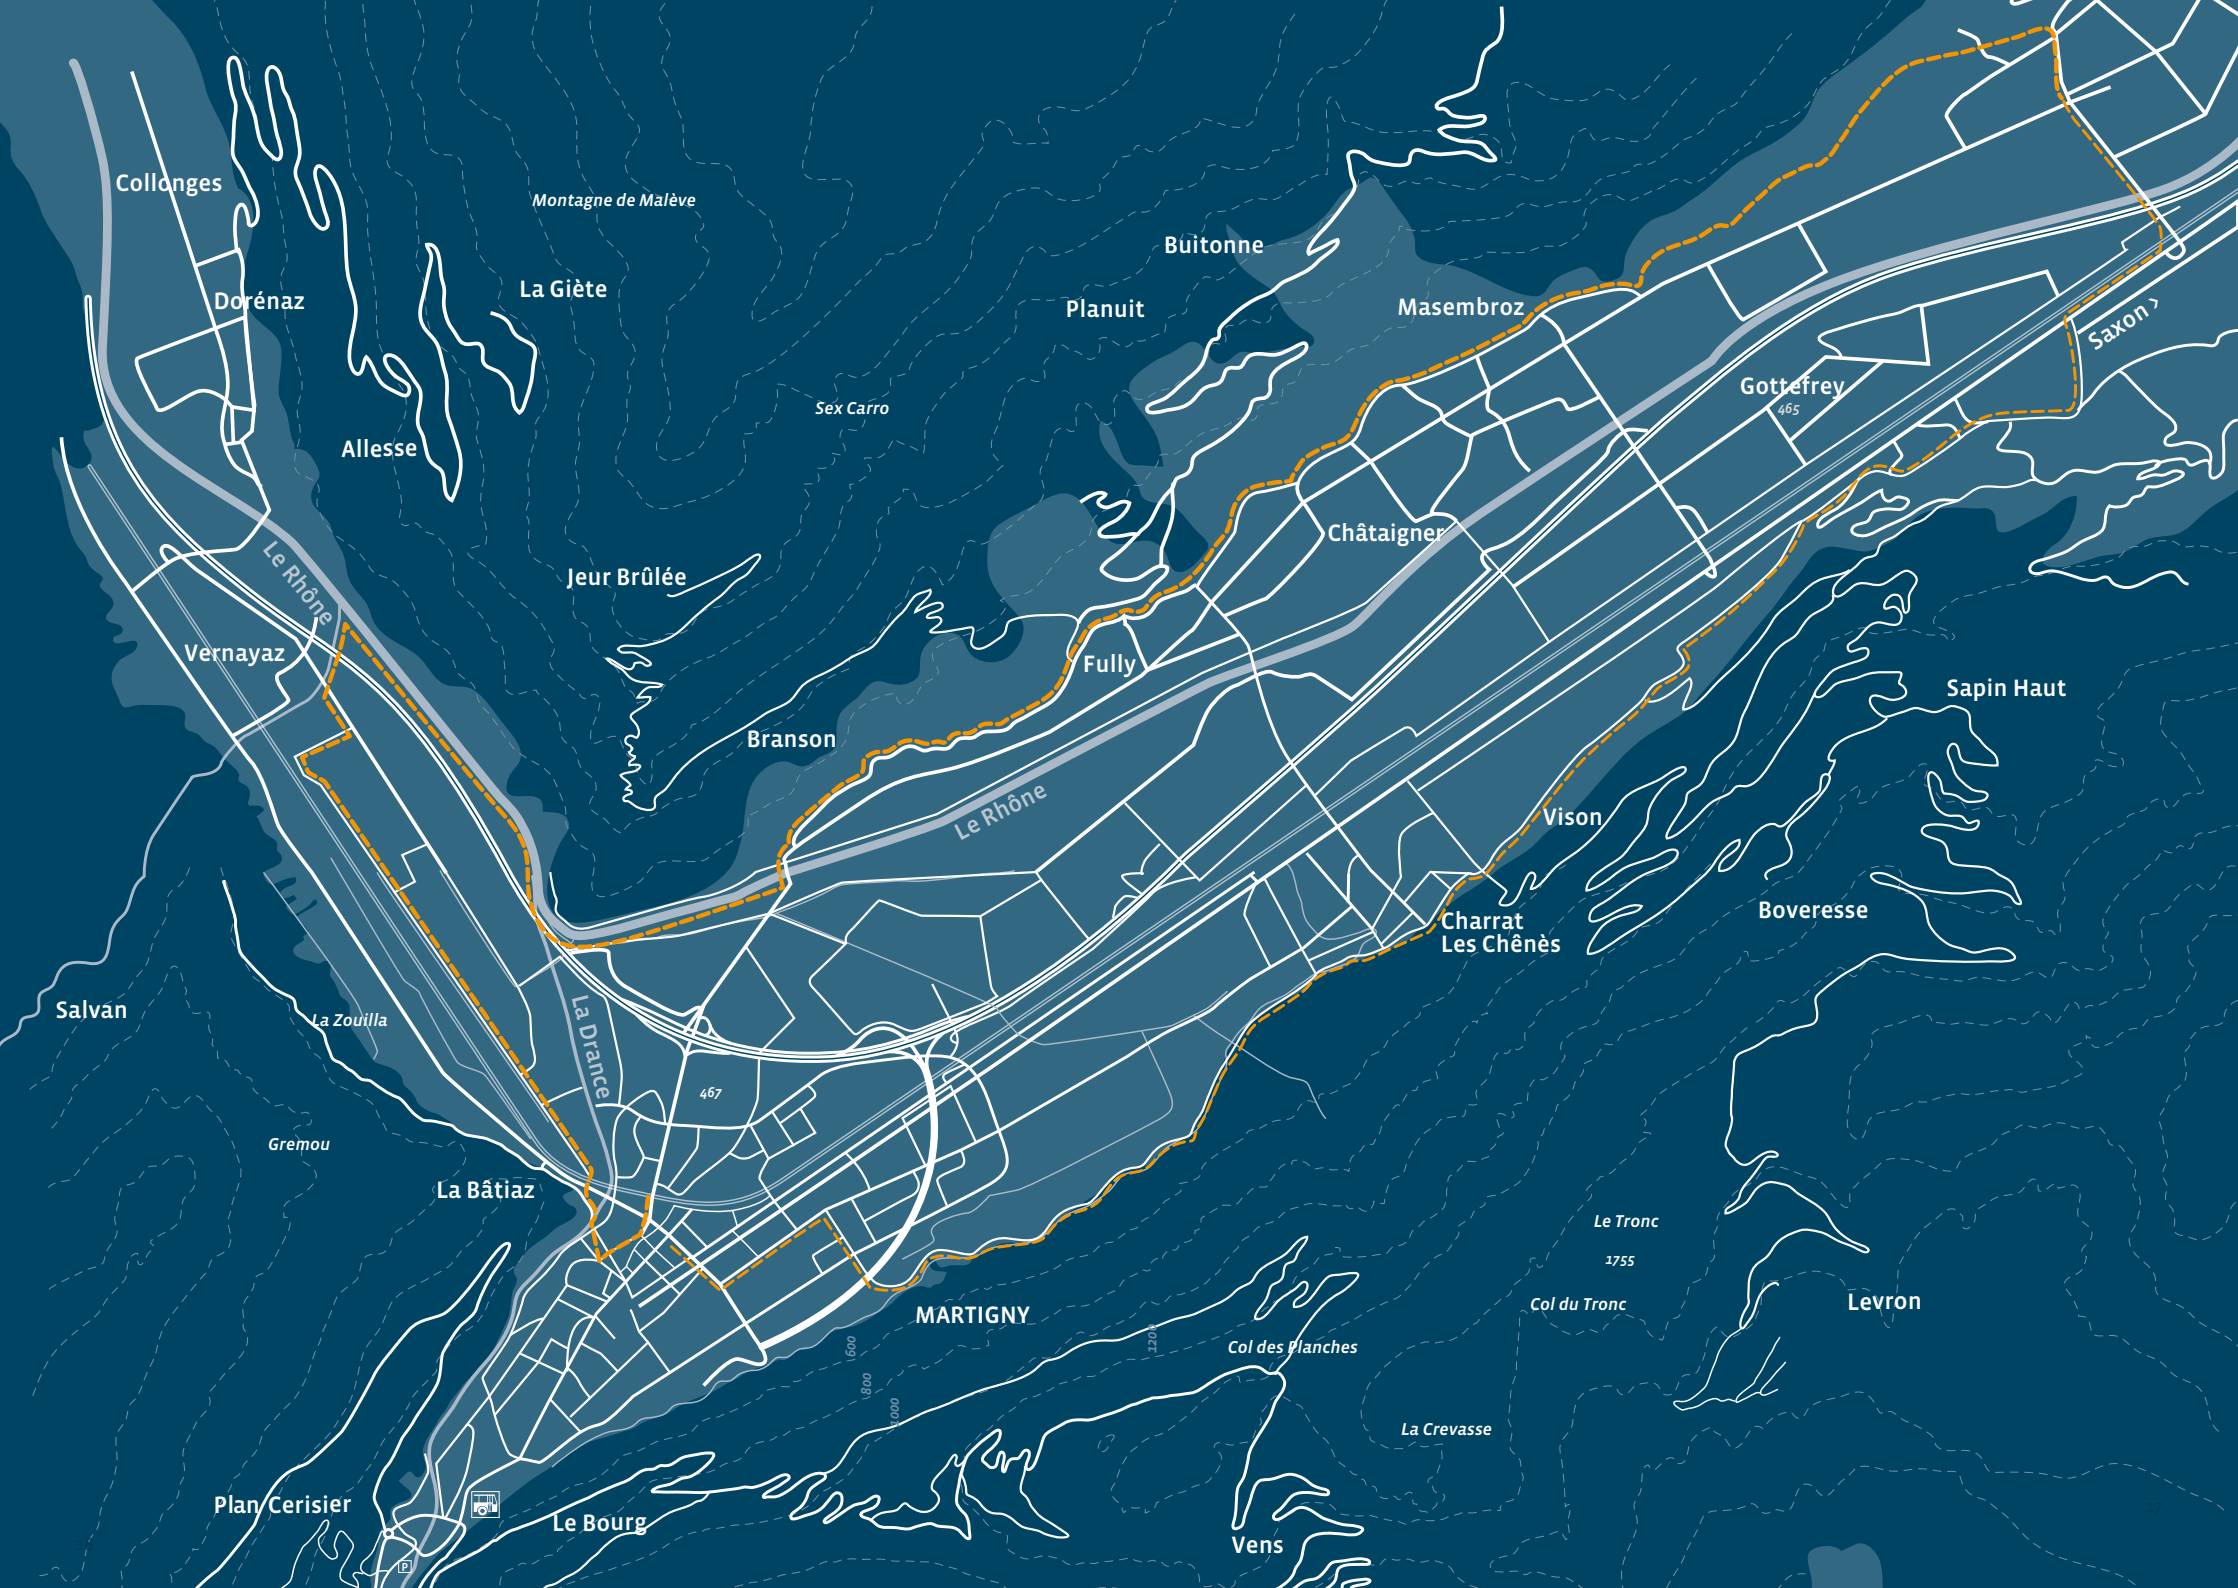 Collonges
Montagne de Malève
Buitonne
La Giète
Dorénaz
Planuit
Masembroz
Saxon >
Gottefrey
465
Sex Carro
Allesse
Châtaigner
Le Rhône
Jeur Brûlée
Vernayaz
Fully
Sapin Haut
Branson
Le Rhône
Vison
Boveresse
Charrat
Les Chênès
Salvan
La Zouilla
La Drance
467
Gremou
La Bâtiaz
Le Tronc
1755
Col du Tronc
Levron
MARTIGNY
600
800
1000
1200
Col des Planches
La Crevasse
Plan Cerisier
Le Bourg
Vens
P